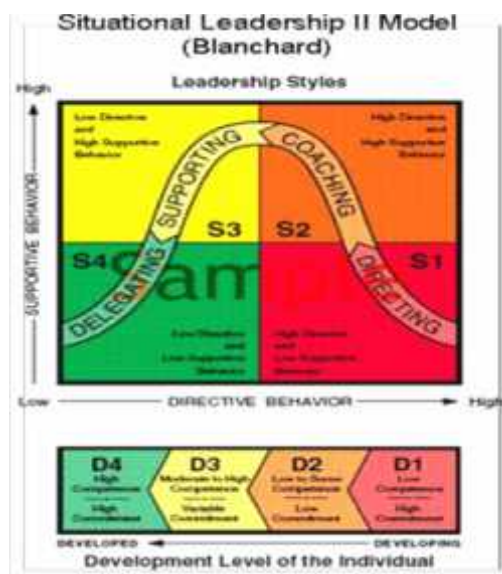 Situational Leadership II Model
(Blanchard)
Leadership Styles
High
Low Directive
and
High Supportive
Behavior
High Directive
and
High Supportive
Behavior
SUPPORTING
COACHING
S3
S2
S4
S1
DELEGATING
DIRECTING
Sample
SUPPORTIVE BEHAVIOR
Low Directive
and
Low Supportive
Behavior
High Directive
and
Low Supportive
Behavior
Low
DIRECTIVE BEHAVIOR
High
D4
High
Competence
High
Commitment
D3
Moderate to High
Competence
Variable
Commitment
D2
Low to Some
Competence
Low
Commitment
D1
Low
Competence
High
Commitment
DEVELOPED
DEVELOPING
Development Level of the Individual